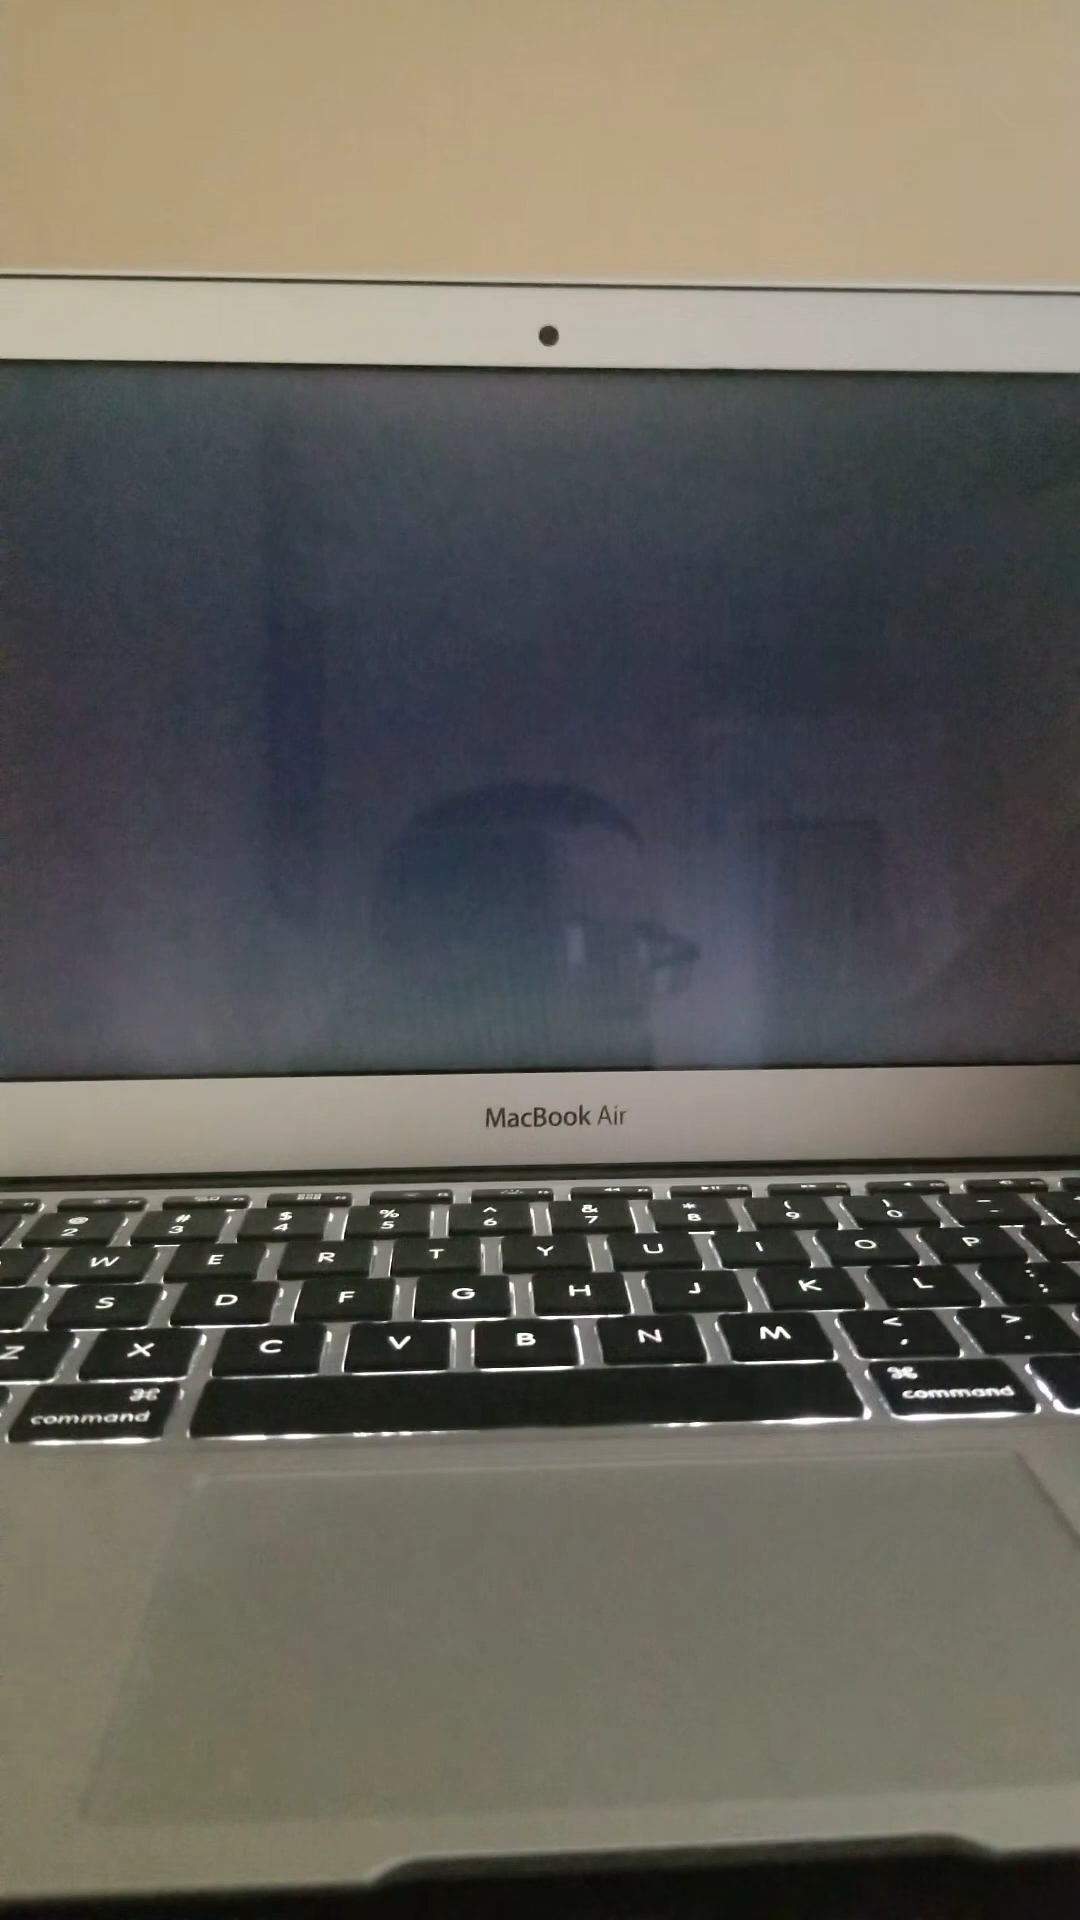 MacBook Air
@ # $ % ^ & * ( ) _
2 3 4 5 6 7 8 9 0 -
W E R T Y U I O P
S D F G H J K L :
;
Z X C V B N M < >
, .
⌘ ⌘
command command